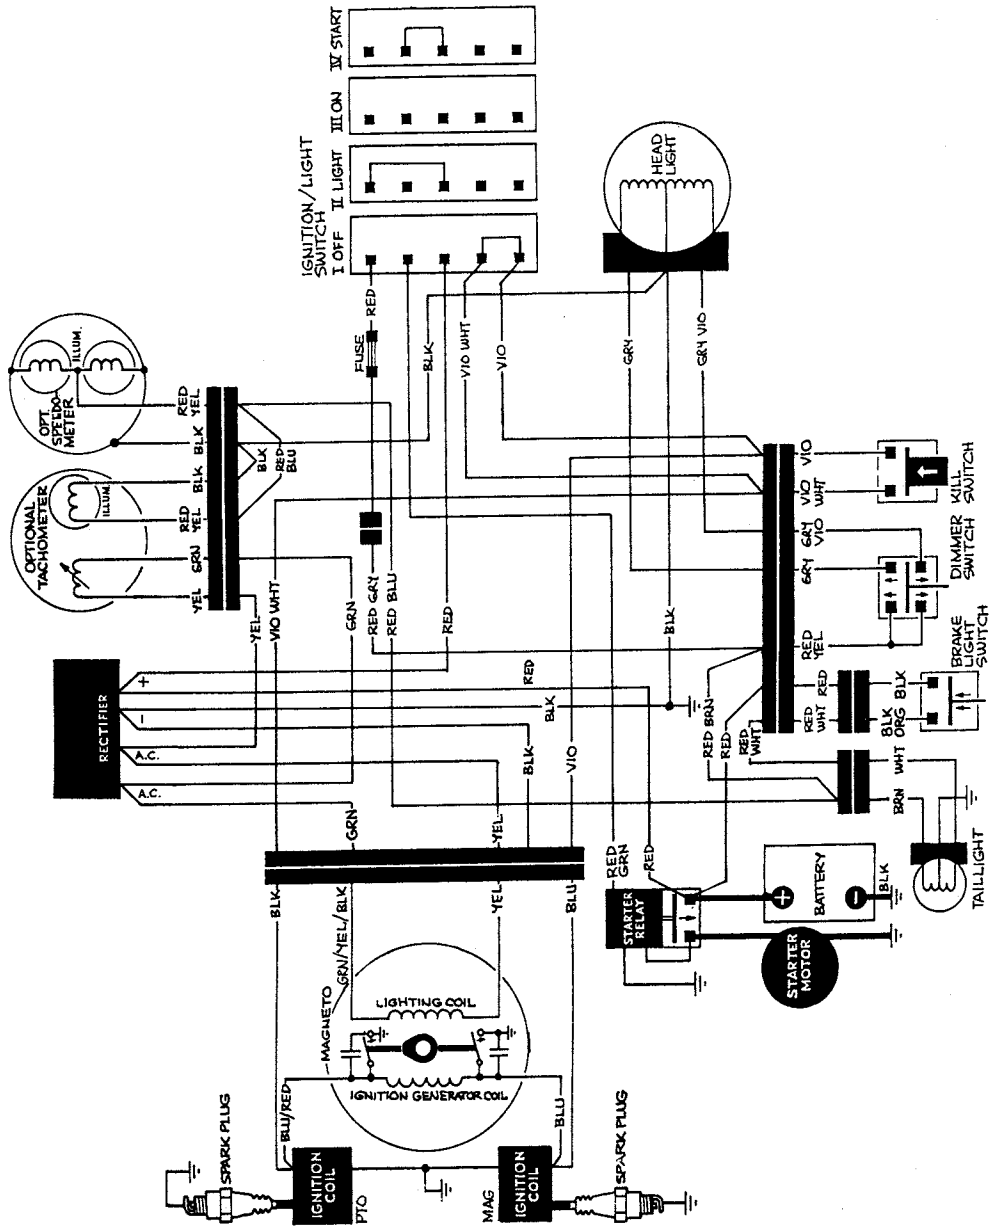 IV START
III ON
IGNITION/LIGHT
SWITCH
II LIGHT
I OFF
HEAD
LIGHT
RED
FUSE
BLK
VIO WHT
VIO
GRY
GRY VIO
ILLUM.
OPT.
SPEEDO-
METER
OPTIONAL
TACHOMETER
ILLUM.
RED
YEL
BLK
BLK
RED
YEL
GRN
YEL
BLK
RED
BLU
YEL
VIO WHT
GRN
RED GRY
RED BLU
RED
BLK
VIO
VIO
WHT
GRY
VIO
GRY
RED
YEL
KILL
SWITCH
DIMMER
SWITCH
BRAKE
LIGHT
SWITCH
RECTIFIER
+
-
A.C.
A.C.
RED
BLK
BLK
VIO
RED BRN
RED
RED
WHT
RED
RED
WHT
BLK
BLK
ORG
WHT
BRN
TAILLIGHT
GRN
YEL
RED
GRN
RED
BLK
GRN/YEL/BLK
YEL
BLU
STARTER
RELAY
+
BATTERY
-
BLK
STARTER
MOTOR
MAGNETO
LIGHTING COIL
IGNITION GENERATOR COIL
BLU/RED
BLU
SPARK PLUG
IGNITION
COIL
PTO
MAG
IGNITION
COIL
SPARK PLUG